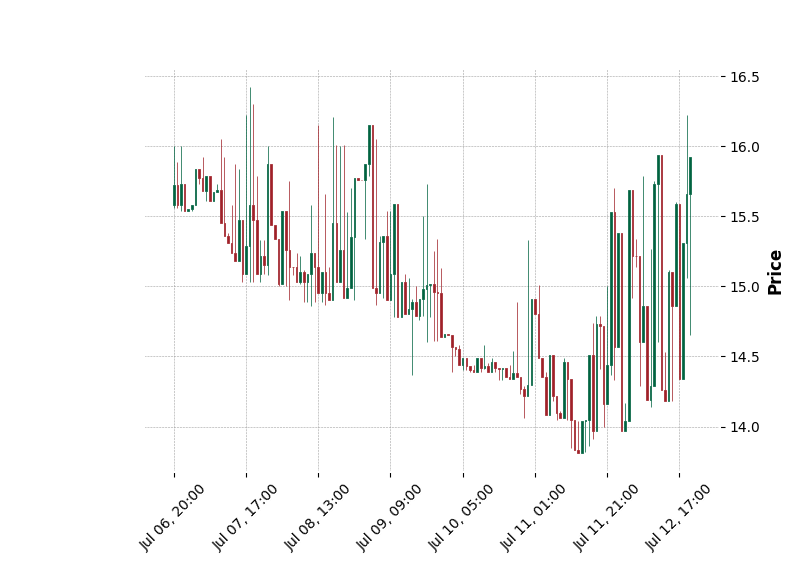 16.5
16.0
15.5
15.0
14.5
14.0
Price
Jul 06, 20:00
Jul 07, 17:00
Jul 08, 13:00
Jul 09, 09:00
Jul 10, 05:00
Jul 11, 01:00
Jul 11, 21:00
Jul 12, 17:00